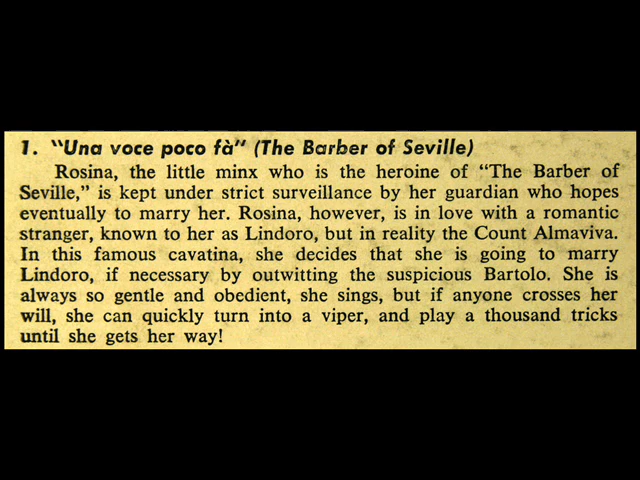 1. "Una voce poco fà" (The Barber of Seville)
Rosina, the little minx who is the heroine of "The Barber of
Seville," is kept under strict surveillance by her guardian who hopes
eventually to marry her. Rosina, however, is in love with a romantic
stranger, known to her as Lindoro, but in reality the Count Almaviva.
In this famous cavatina, she decides that she is going to marry
Lindoro, if necessary by outwitting the suspicious Bartolo. She is
always so gentle and obedient, she sings, but if anyone crosses her
will, she can quickly turn into a viper, and play a thousand tricks
until she gets her way!